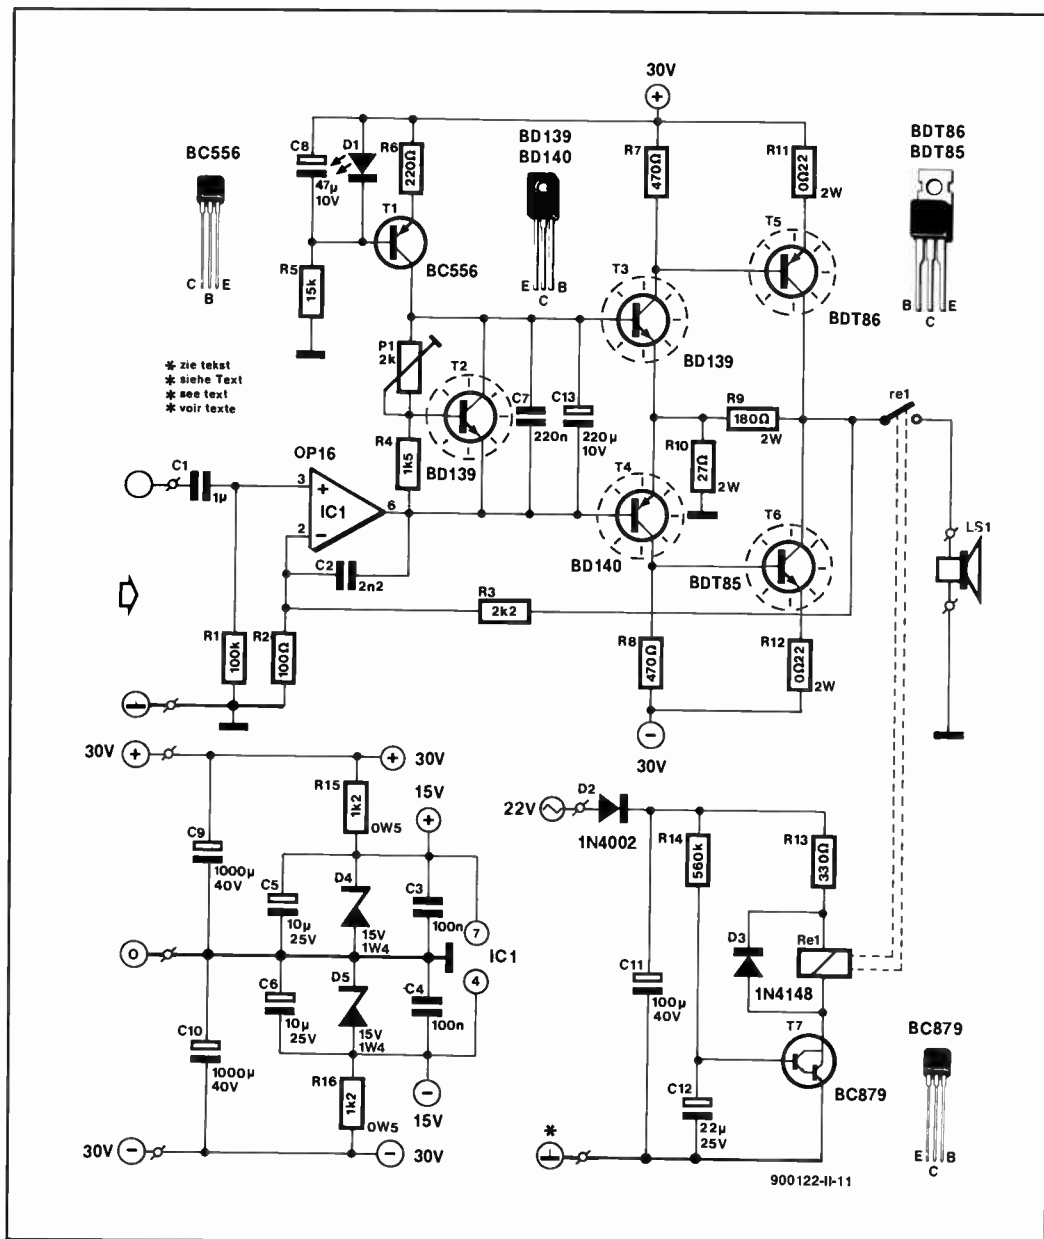 30V
+
BC556
C B E
C8
47µ
10V
D1
R6
220Ω
T1
BC556
R5
15k
BD139
BD140
E C B
R7
470Ω
R11
0Ω22
2W
BDT86
BDT85
B C E
T3
BD139
T5
BDT86
* zie tekst
* siehe Text
* see text
* voir texte
P1
2k
T2
BD139
R4
1k5
C7
220n
C13
220µ
10V
R9
180Ω
2W
R10
27Ω
2W
re1
C1
1µ
OP16
3
+
IC1
6
2
−
C2
2n2
T4
BD140
T6
BDT85
LS1
R3
2k2
R1
100k
R2
100Ω
R8
470Ω
R12
0Ω22
2W
−
30V
30V + + 30V
R15
1k2
0W5
15V
+
C9
1000µ
40V
C5
10µ
25V
D4
15V
1W4
C3
100n
7
0
IC1
4
C6
10µ
25V
D5
15V
1W4
C4
100n
C10
1000µ
40V
R16
1k2
0W5
−
15V
30V − − 30V
22V
D2
1N4002
R14
560k
R13
330Ω
D3
1N4148
Re1
C11
100µ
40V
T7
BC879
C12
22µ
25V
*
BC879
E C B
900122-II-11